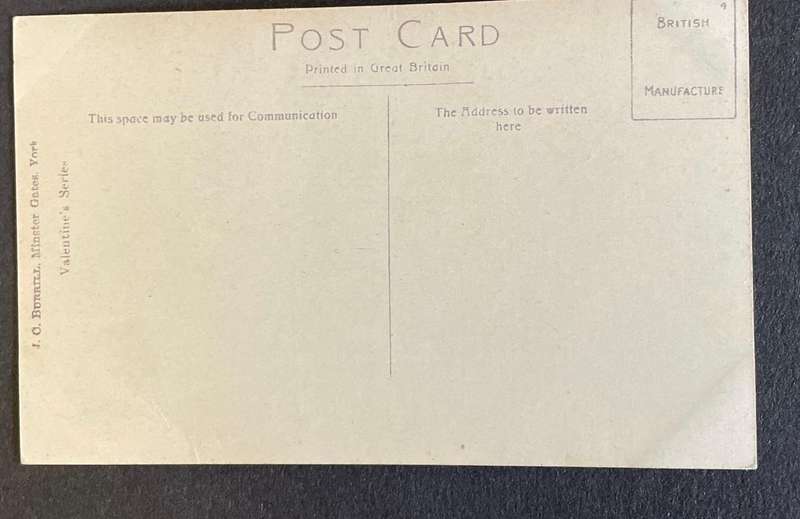 POST CARD
Printed in Great Britain
This space may be used for Communication
The Address to be written
here
BRITISH
MANUFACTURE
9
J. C. BURRILL, Minster Gates, York
Valentine's Series